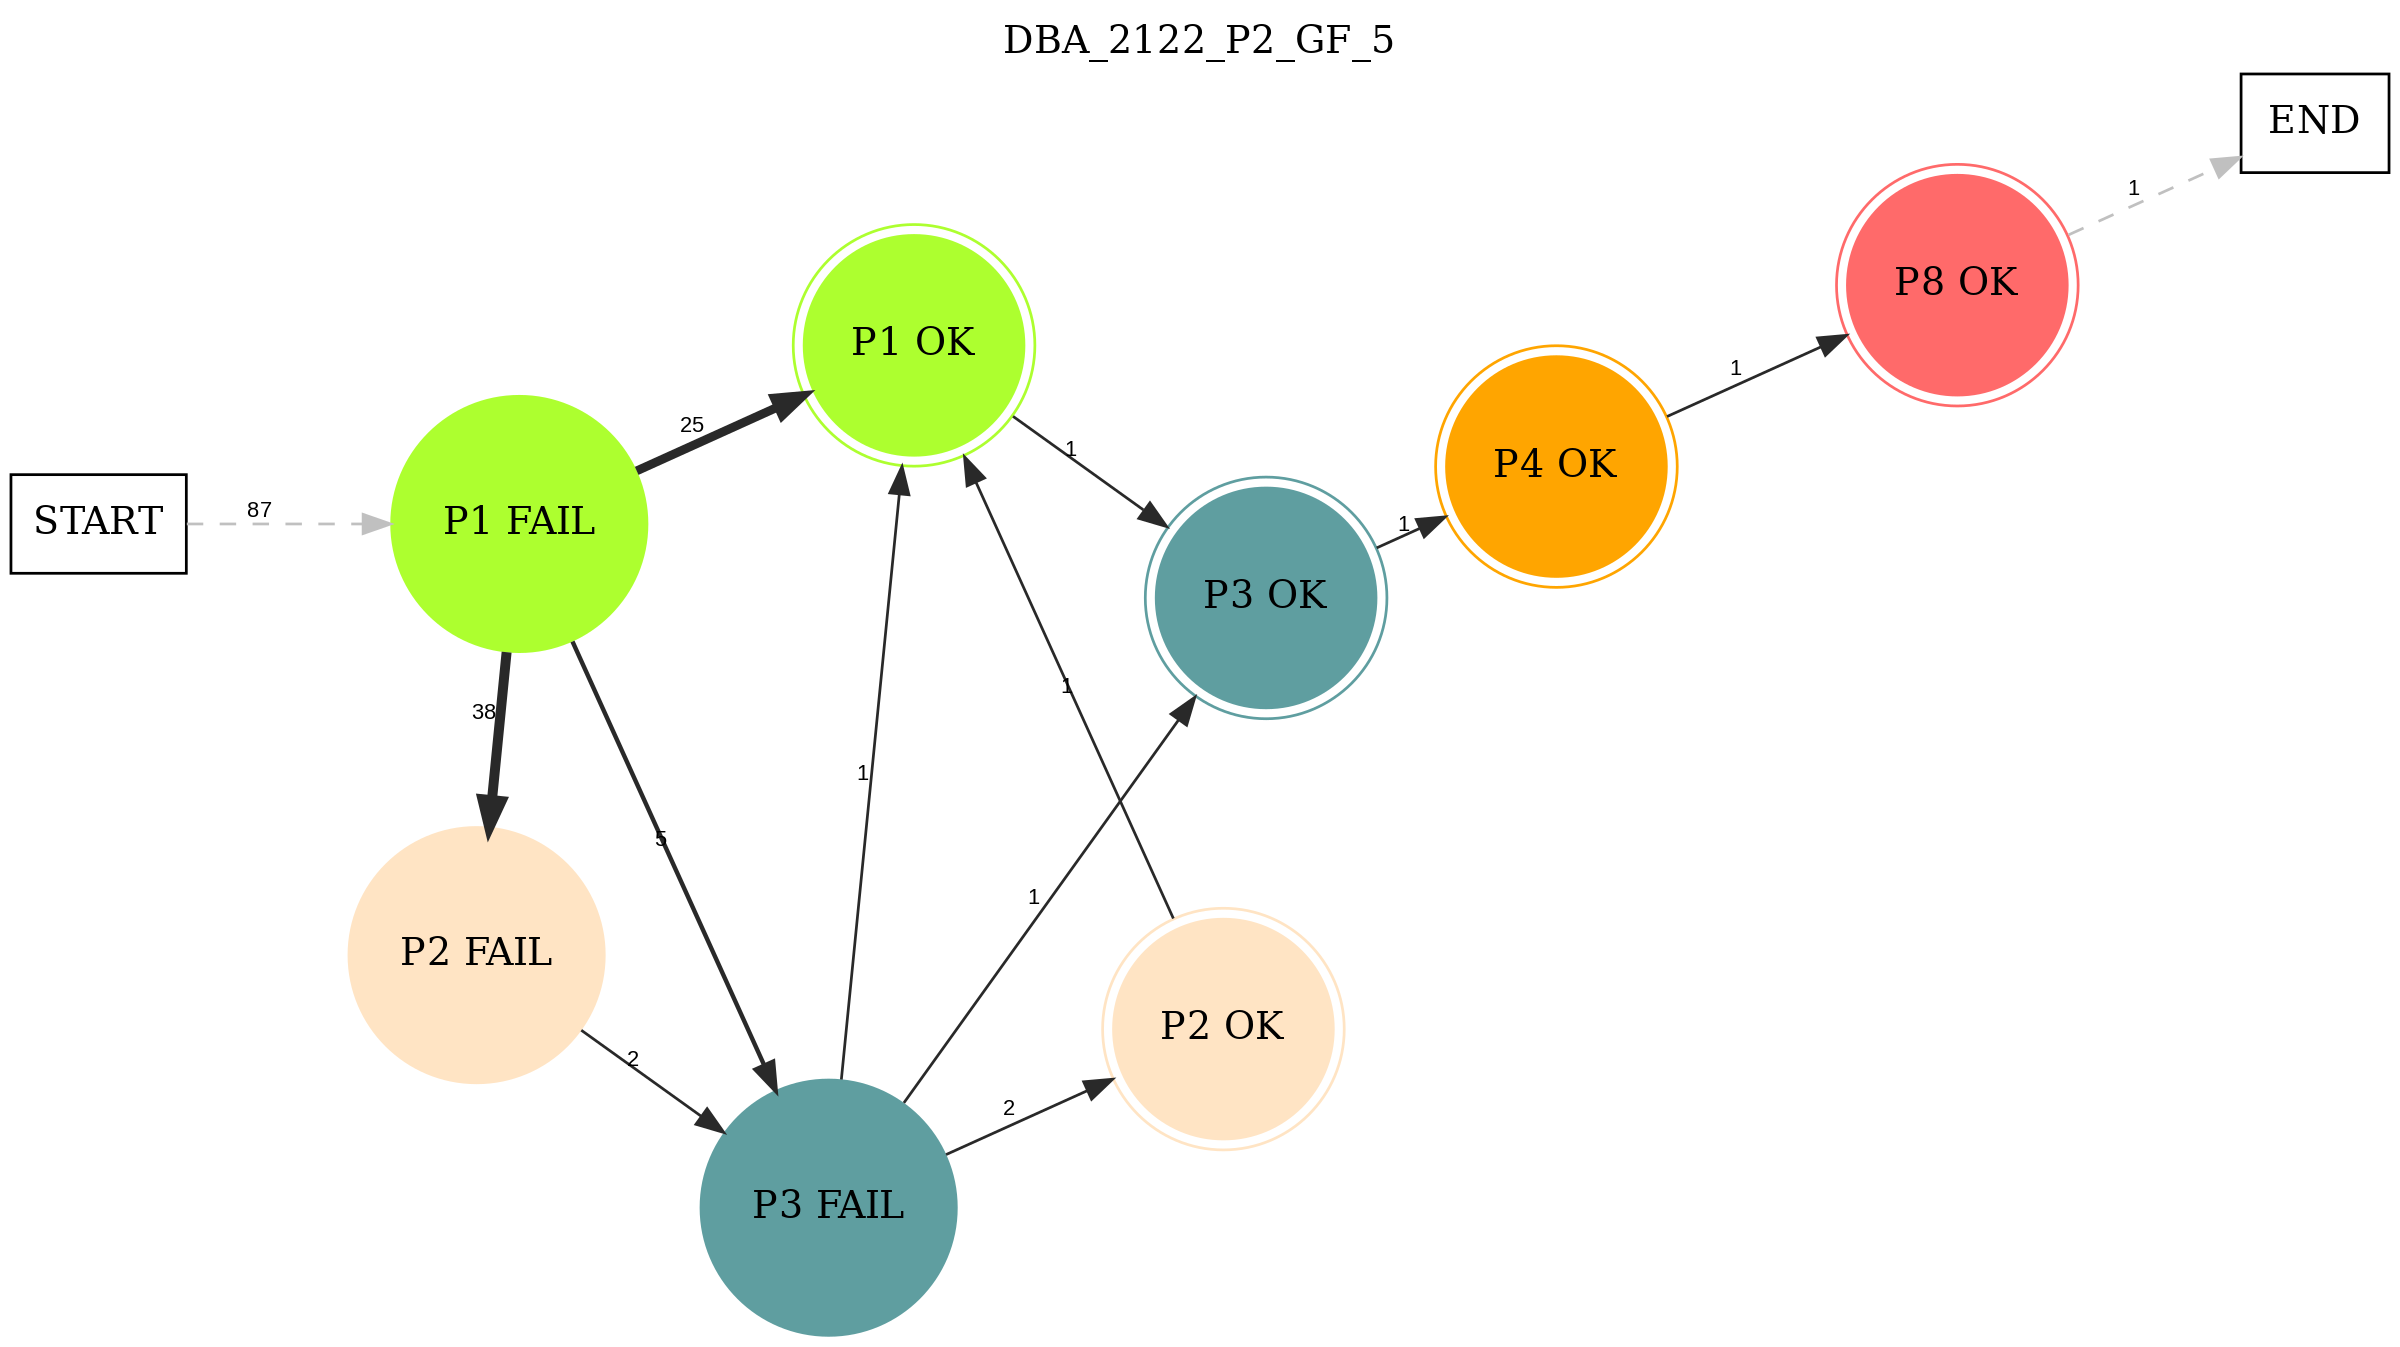 DBA_2122_P2_GF_5
END
1
P8 OK
P1 OK
1
P4 OK
25
1
START
87
P1 FAIL
1
P3 OK
38
1
1
5
1
P2 FAIL
2
2
P2 OK
P3 FAIL